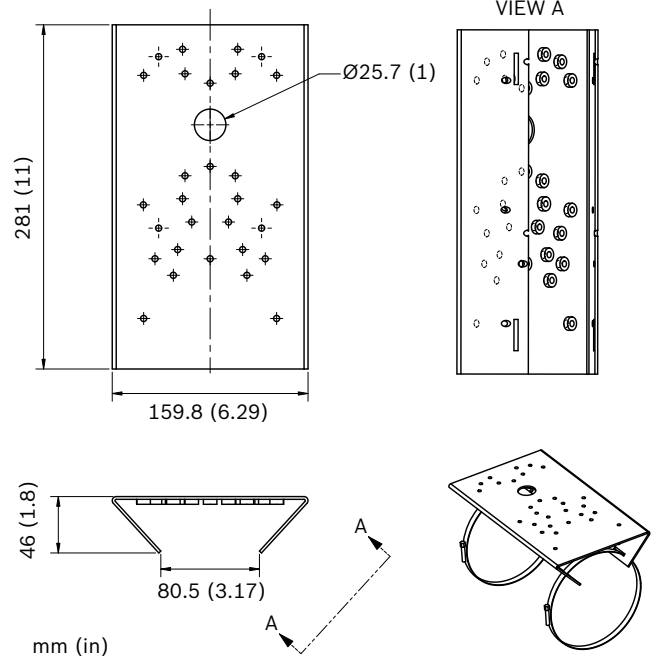 VIEW A
Ø25.7 (1)
281 (11)
159.8 (6.29)
46 (1.8)
80.5 (3.17)
A
A
mm (in)